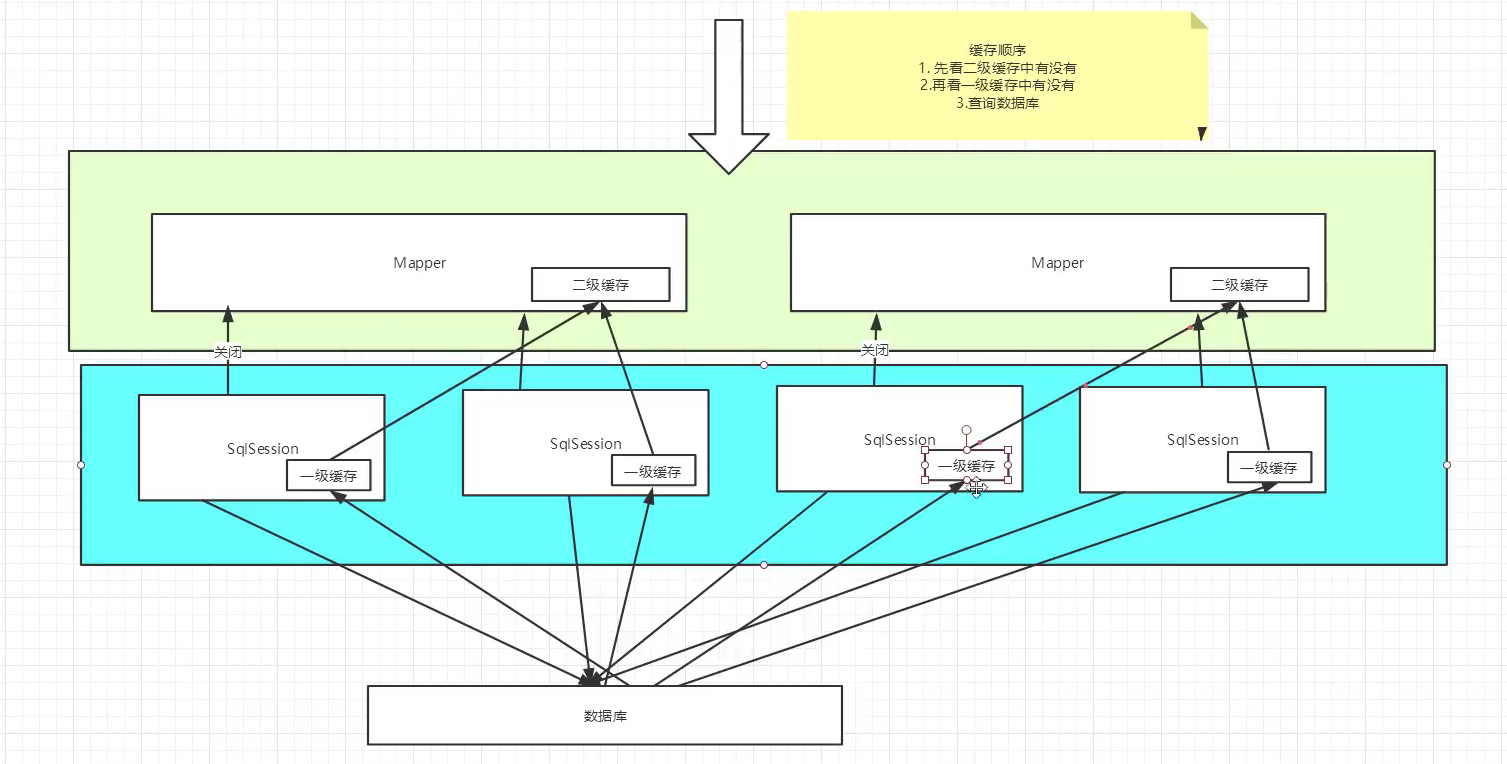 缓存顺序
1. 先看二级缓存中有没有
2.再看一级缓存中有没有
3.查询数据库
Mapper
二级缓存
Mapper
二级缓存
关闭
关闭
SqlSession
一级缓存
SqlSession
一级缓存
SqlSession
一级缓存
SqlSession
一级缓存
数据库